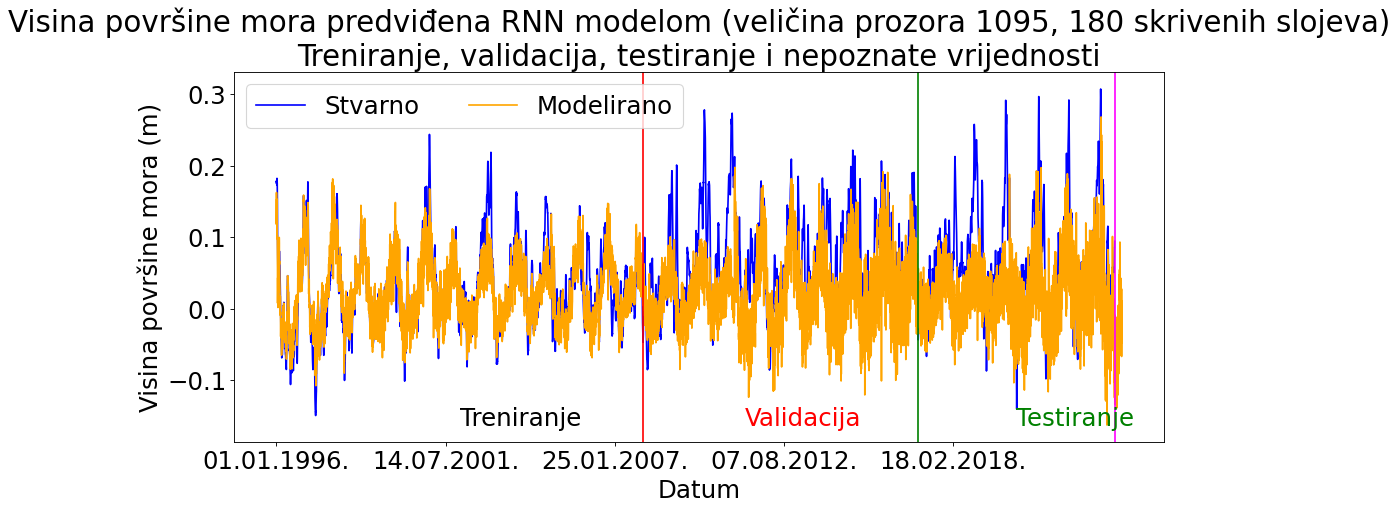 Visina površine mora predviđena RNN modelom (veličina prozora 1095, 180 skrivenih slojeva)
Treniranje, validacija, testiranje i nepoznate vrijednosti
Stvarno Modelirano
Visina površine mora (m)
0.3
0.2
0.1
0.0
−0.1
Treniranje Validacija Testiranje
01.01.1996. 14.07.2001. 25.01.2007. 07.08.2012. 18.02.2018.
Datum